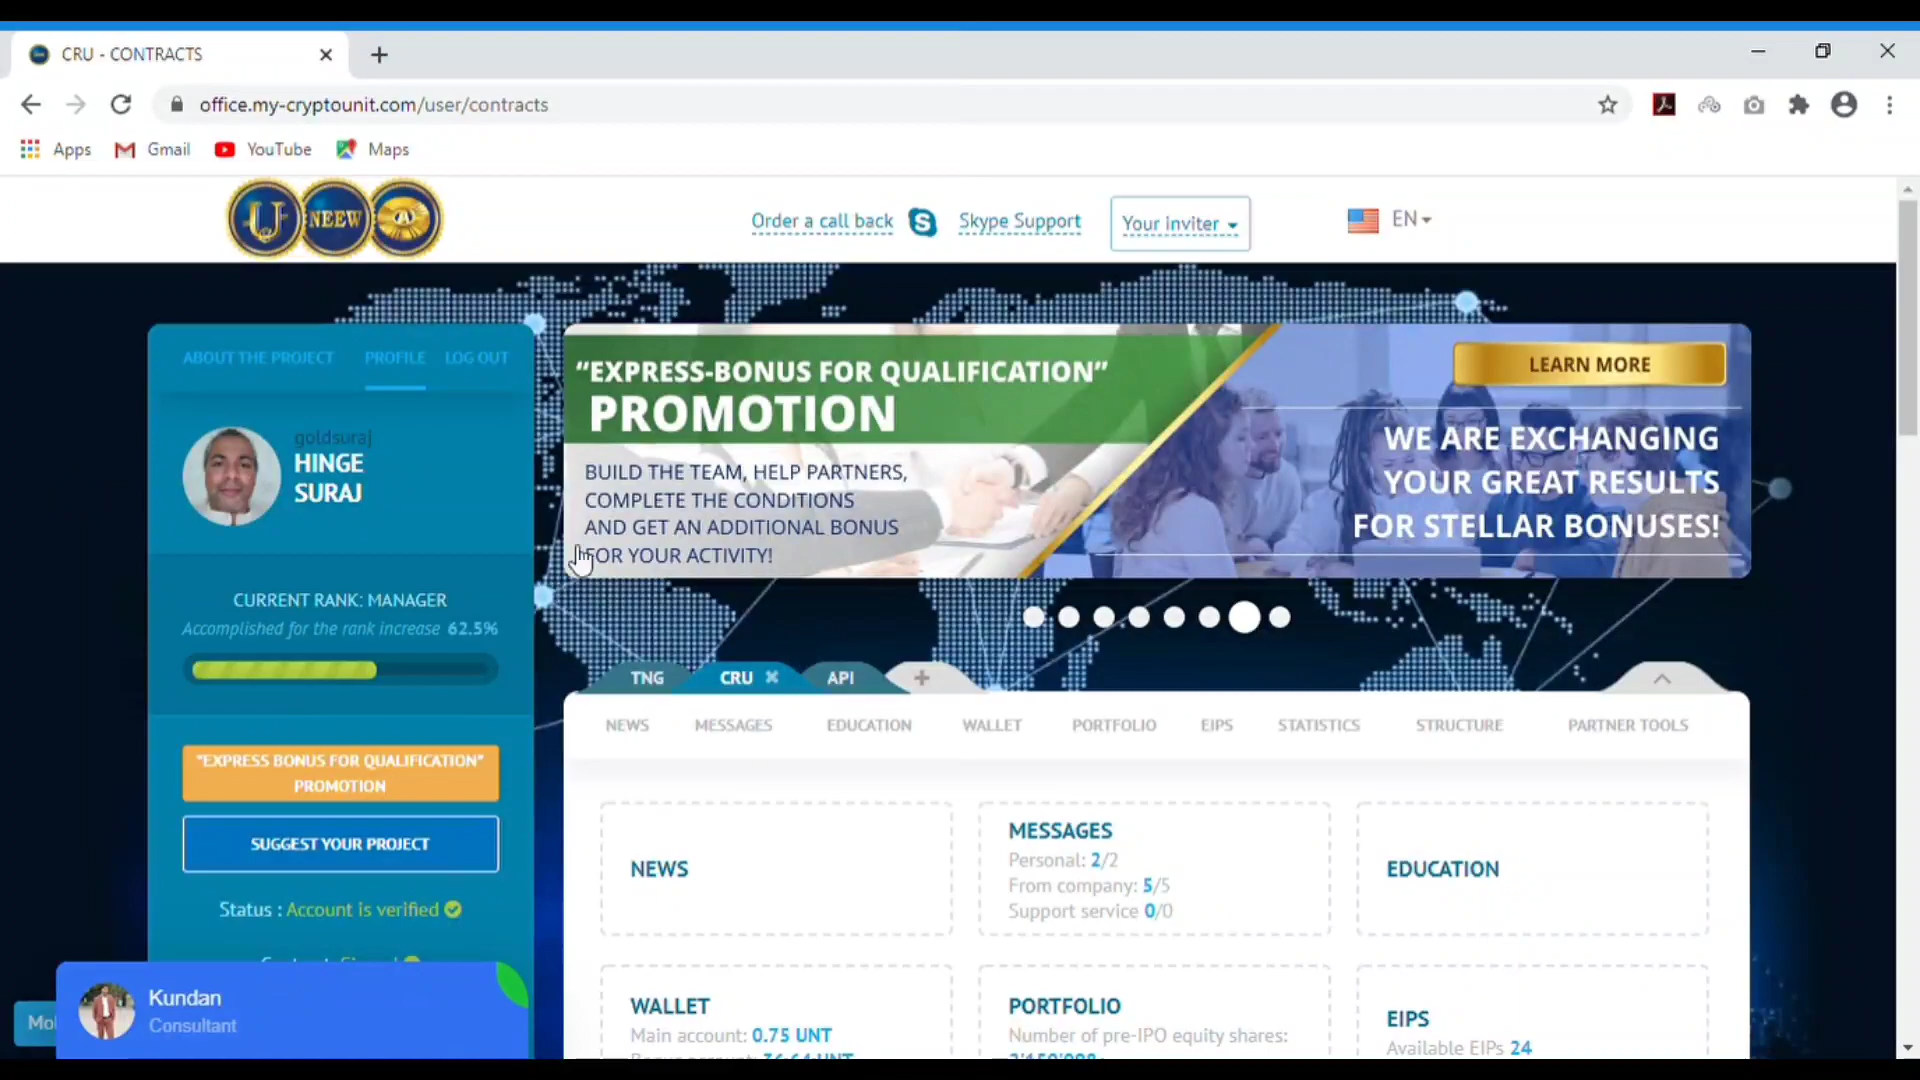 CRU - CONTRACTS
office.my-cryptounit.com/user/contracts
Apps Gmail YouTube Maps
U NEEW A
Order a call back S Skype Support Your inviter EN
ABOUT THE PROJECT PROFILE LOG OUT
goldsuraj
HINGE
SURAJ
CURRENT RANK: MANAGER
Accomplished for the rank increase 62.5%
"EXPRESS BONUS FOR QUALIFICATION"
PROMOTION
SUGGEST YOUR PROJECT
Status : Account is verified
Kundan
Consultant
"EXPRESS-BONUS FOR QUALIFICATION"
PROMOTION
BUILD THE TEAM, HELP PARTNERS,
COMPLETE THE CONDITIONS
AND GET AN ADDITIONAL BONUS
FOR YOUR ACTIVITY!
LEARN MORE
WE ARE EXCHANGING
YOUR GREAT RESULTS
FOR STELLAR BONUSES!
TNG CRU API
NEWS MESSAGES EDUCATION WALLET PORTFOLIO EIPS STATISTICS STRUCTURE PARTNER TOOLS
NEWS
MESSAGES
Personal: 2/2
From company: 5/5
Support service 0/0
EDUCATION
WALLET
Main account: 0.75 UNT
PORTFOLIO
Number of pre-IPO equity shares:
EIPS
Available EIPs 24